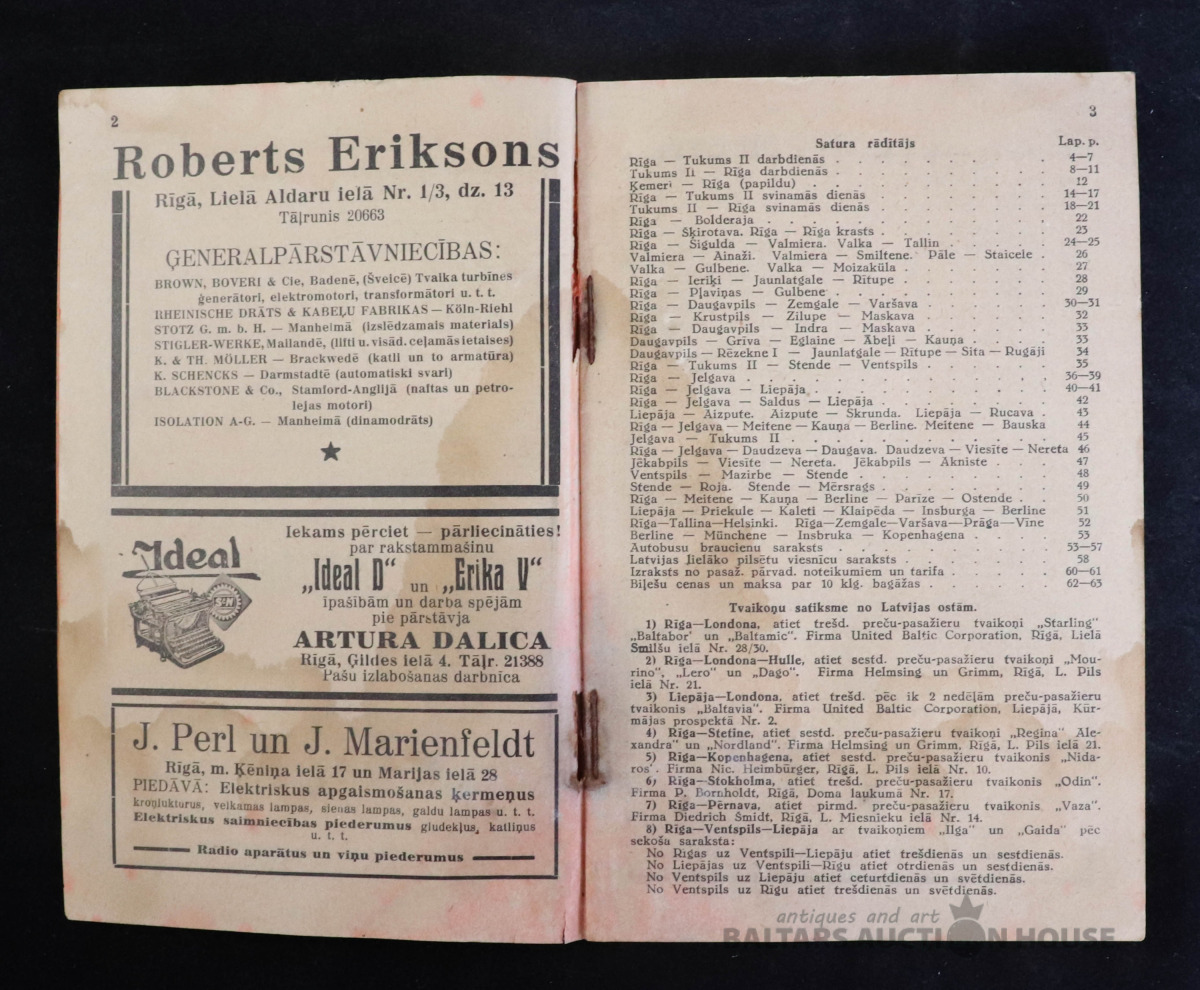 2
Roberts Eriksons
Rīgā, Lielā Aldaru ielā Nr. 1/3, dz. 13
Tāļrunis 20663
ĢENERALPĀRSTĀVNIECĪBAS:
BROWN, BOVERI & Cie, Badenē, (Šveicē) Tvaika turbīnes
ģenerātori, elektromotori, transformātori u. t. t.
RHEINISCHE DRĀTS & KABEĻU FABRIKAS — Köln-Riehl
STOTZ G. m. b. H. — Manheimā (izslēdzamais materials)
STIGLER-WERKE, Mailandē, (lifti u. visād. ceļamās ietaises)
K. & TH. MÖLLER — Brackwedē (katli un to armatūra)
K. SCHENCKS — Darmstadtē (automatiski svari)
BLACKSTONE & Co., Stamford-Anglijā (naftas un petro-
lejas motori)
ISOLATION A-G. — Manheimā (dinamodrāts)
Ideal
S&N
Iekams pērciet — pārliecināties!
par rakstammašīnu
„Ideal D“ un „Erika V“
īpašībām un darba spējām
pie pārstāvja
ARTURA DALICA
Rīgā, Ģildes ielā 4. Tāļr. 21388
Pašu izlabošanas darbnīca
J. Perl un J. Marienfeldt
Rīgā, m. Ķēniņa ielā 17 un Marijas ielā 28
PIEDĀVĀ: Elektriskus apgaismošanas ķermeņus
kroņlukturus, veikamas lampas, sienas lampas, galdu lampas u. t. t.
Elektriskus saimniecības piederumus gludekļus, katliņus
u. t. t.
Radio aparātus un viņu piederumus
3
Satura rādītājs Lap. p.
Rīga — Tukums II darbdienās 4—7
Tukums II — Rīga darbdienās 8—11
Ķemeri — Rīga (papildu) 12
Rīga — Tukums II svinamās dienās 14—17
Tukums II — Rīga svinamās dienās 18—21
Rīga — Bolderaja 22
Rīga — Šķirotava. Rīga — Rīga krasts 23
Rīga — Sigulda — Valmiera. Valka — Tallin 24—25
Valmiera — Ainaži. Valmiera — Smiltene. Pāle — Staicele 26
Valka — Gulbene. Valka — Moizaküla 27
Rīga — Ieriķi — Jaunlatgale — Rītupe 28
Rīga — Pļaviņas — Gulbene 29
Rīga — Daugavpils — Zemgale — Varšava 30—31
Rīga — Krustpils — Zilupe — Maskava 32
Rīga — Daugavpils — Indra — Maskava 33
Daugavpils — Grīva — Eglaine — Ābeļi — Kauņa 33
Daugavpils — Rēzekne I — Jaunlatgale — Rītupe — Sita — Rugāji 34
Rīga — Tukums II — Stende — Ventspils 35
Rīga — Jelgava 36—39
Rīga — Jelgava — Liepāja 40—41
Rīga — Jelgava — Saldus — Liepāja 42
Liepāja — Aizpute. Aizpute — Skrunda. Liepāja — Rucava 43
Rīga — Jelgava — Meitene — Kauņa — Berline. Meitene — Bauska 44
Jelgava — Tukums II 45
Rīga — Jelgava — Daudzeva — Daugava. Daudzeva — Viesīte — Nereta 46
Jēkabpils — Viesīte — Nereta. Jēkabpils — Akniste 47
Ventspils — Mazirbe — Stende 48
Stende — Roja. Stende — Mērsrags 49
Rīga — Meitene — Kauņa — Berline — Parīze — Ostende 50
Liepāja — Priekule — Kaleti — Klaipēda — Insburga — Berline 51
Rīga—Tallina—Helsinki. Rīga—Zemgale—Varšava—Prāga—Vīne 52
Berline — Münchene — Insbruka — Kopenhagena 53
Autobusu braucienu saraksts 53—57
Latvijas lielāko pilsētu viesnīcu saraksts 58
Izraksts no pasaž. pārvad. noteikumiem un tarifa 60—61
Biļešu cenas un maksa par 10 klg. bagāžas 62—63
Tvaikoņu satiksme no Latvijas ostām.
1) Rīga—Londona, atiet trešd. preču-pasažieru tvaikoņi „Starling“
„Baltabor“ un „Baltamic“. Firma United Baltic Corporation, Rīgā, Lielā
Smilšu ielā Nr. 28/30.
2) Rīga—Londona—Hulle, atiet sestd. preču-pasažieru tvaikoņi „Mou-
rino“, „Lero“ un „Dago“. Firma Helmsing un Grimm, Rīgā, L. Pils
ielā Nr. 21.
3) Liepāja—Londona, atiet trešd. pēc ik 2 nedēļām preču-pasažieru
tvaikonis „Baltavia“. Firma United Baltic Corporation, Liepājā, Kūr-
mājas prospektā Nr. 2.
4) Rīga—Stetine, atiet sestd. preču-pasažieru tvaikoņi „Regina“ Ale-
xandra“ un „Nordland“. Firma Helmsing un Grimm, Rīgā, L. Pils ielā 21.
5) Rīga—Kopenhagena, atiet sestd. preču-pasažieru tvaikonis „Nida-
ros“. Firma Nic. Heimbürger, Rīgā, L. Pils ielā Nr. 10.
6) Rīga—Stokholma, atiet trešd. preču-pasažieru tvaikonis „Odin“.
Firma P. Bornholdt, Rīgā, Doma laukumā Nr. 17.
7) Rīga—Pērnava, atiet pirmd. preču-pasažieru tvaikonis „Vaza“.
Firma Diedrich Šmidt, Rīgā, L. Miesnieku ielā Nr. 14.
8) Rīga—Ventspils—Liepāja ar tvaikoņiem „Ilga“ un „Gaida“ pēc
sekoša saraksta:
No Rīgas uz Ventspili—Liepāju atiet trešdienās un sestdienās.
No Liepājas uz Ventspili—Rīgu atiet otrdienās un sestdienās.
No Ventspils uz Liepāju atiet ceturtdienās un svētdienās.
No Ventspils uz Rīgu atiet trešdienās un svētdienās.
antiques and art
BALTARS AUCTION HOUSE